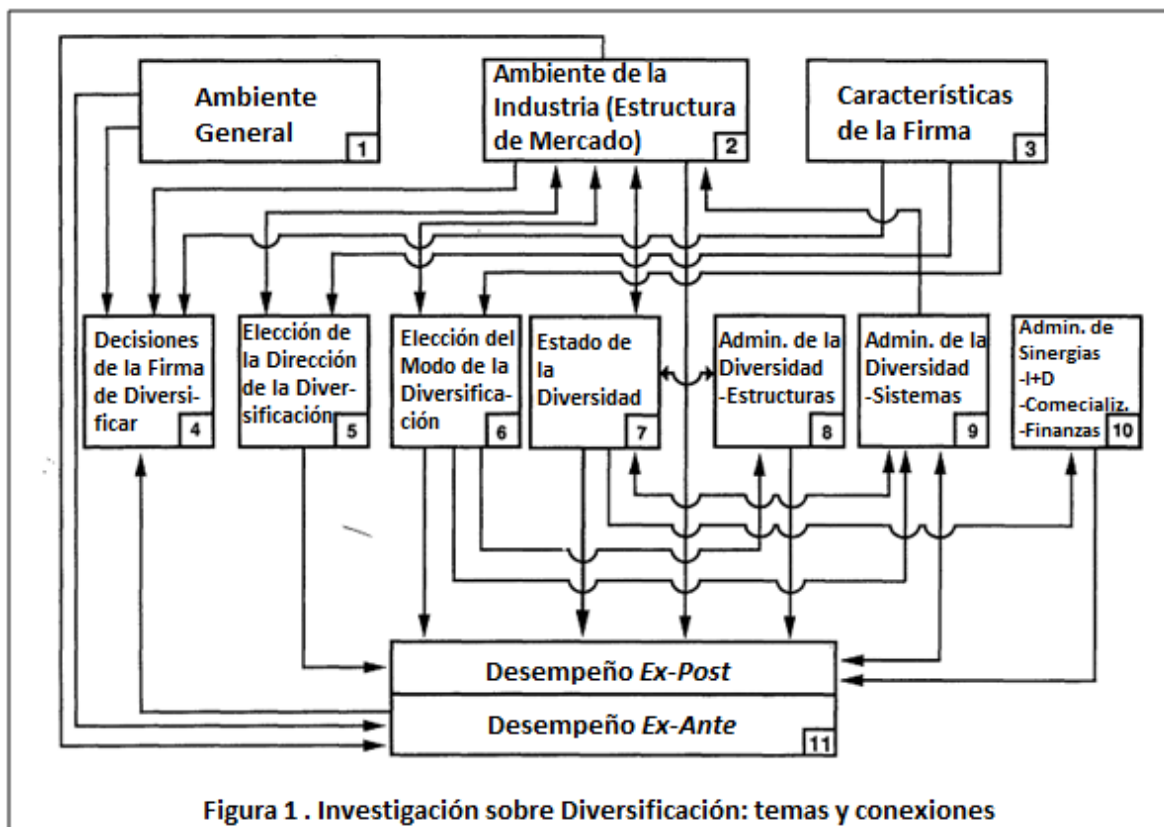 Ambiente
General
1
Ambiente de la
Industria (Estructura
de Mercado)
2
Características
de la Firma
3
Decisiones
de la Firma
de Diversi-
ficar
4
Elección de
la Dirección
de la Diver-
sificación
5
Elección del
Modo de la
Diversifica-
ción
6
Estado de
la
Diversidad
7
Admin. de la
Diversidad
-Estructuras
8
Admin. de la
Diversidad
-Sistemas
9
Admin. de
Sinergias
-I+D
-Comecializ.
-Finanzas
10
Desempeño Ex-Post
Desempeño Ex-Ante
11
Figura 1 . Investigación sobre Diversificación: temas y conexiones